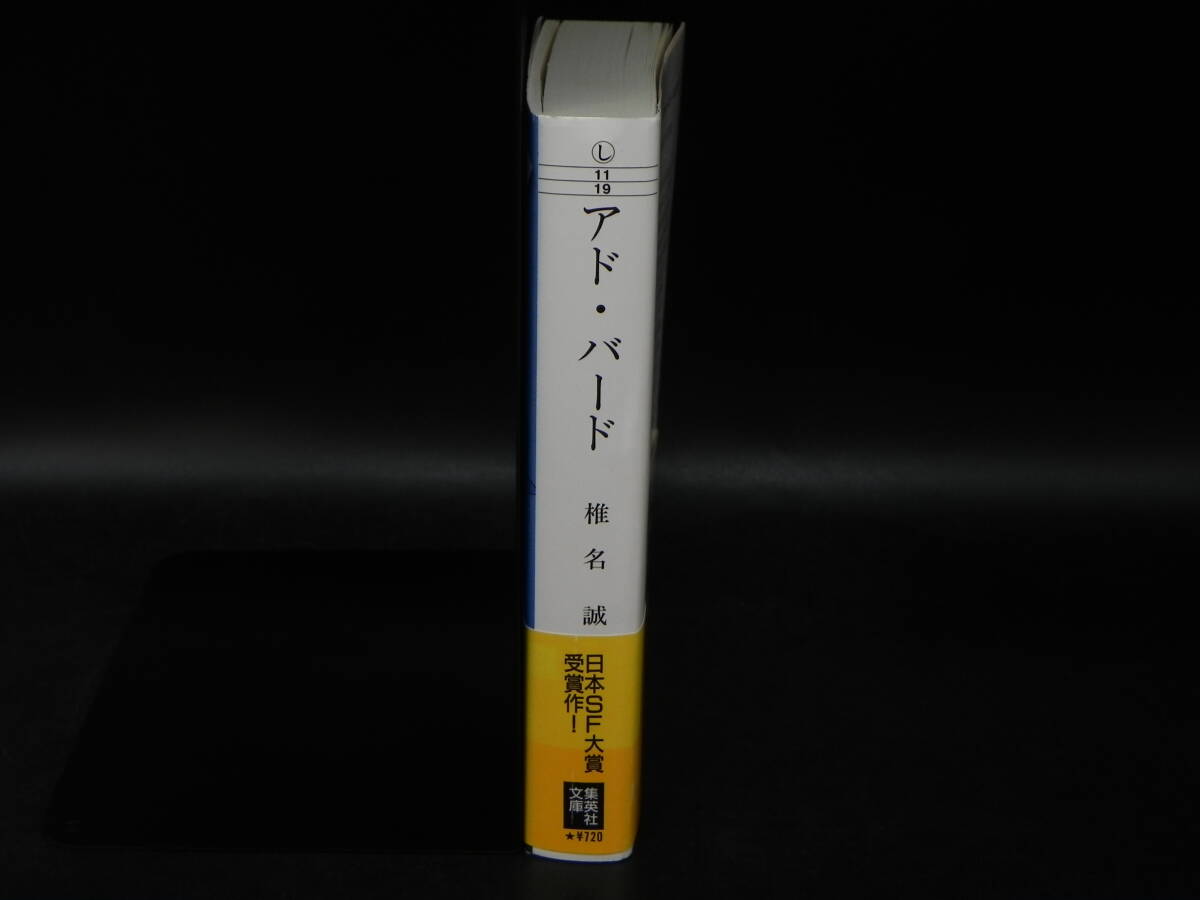 し
11
19
アド・バード
椎名誠
日本SF大賞
受賞作！
集英社
文庫
★¥720